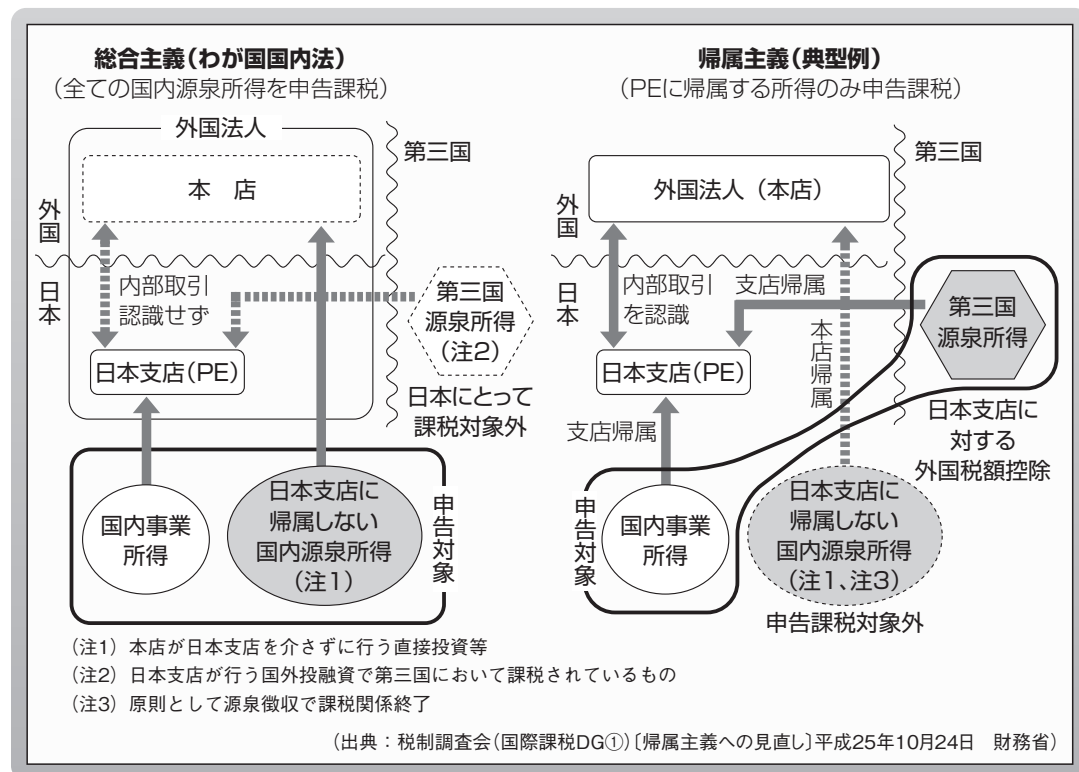 総合主義(わが国国内法)
(全ての国内源泉所得を申告課税)
外国法人
第三国
本 店
外国
日本
内部取引
認識せず
第三国
源泉所得
(注2)
日本支店(PE)
日本にとって
課税対象外
国内事業
所得
日本支店に
帰属しない
国内源泉所得
(注1)
申告対象
帰属主義(典型例)
(PEに帰属する所得のみ申告課税)
第三国
外国法人(本店)
外国
日本
内部取引
を認識
支店帰属
本店帰属
第三国
源泉所得
日本支店(PE)
支店帰属
日本支店に
対する
外国税額控除
申告対象
国内事業
所得
日本支店に
帰属しない
国内源泉所得
(注1、注3)
申告課税対象外
(注1)本店が日本支店を介さずに行う直接投資等
(注2)日本支店が行う国外投融資で第三国において課税されているもの
(注3)原則として源泉徴収で課税関係終了
(出典:税制調査会(国際課税DG①)〔帰属主義への見直し〕平成25年10月24日 財務省)